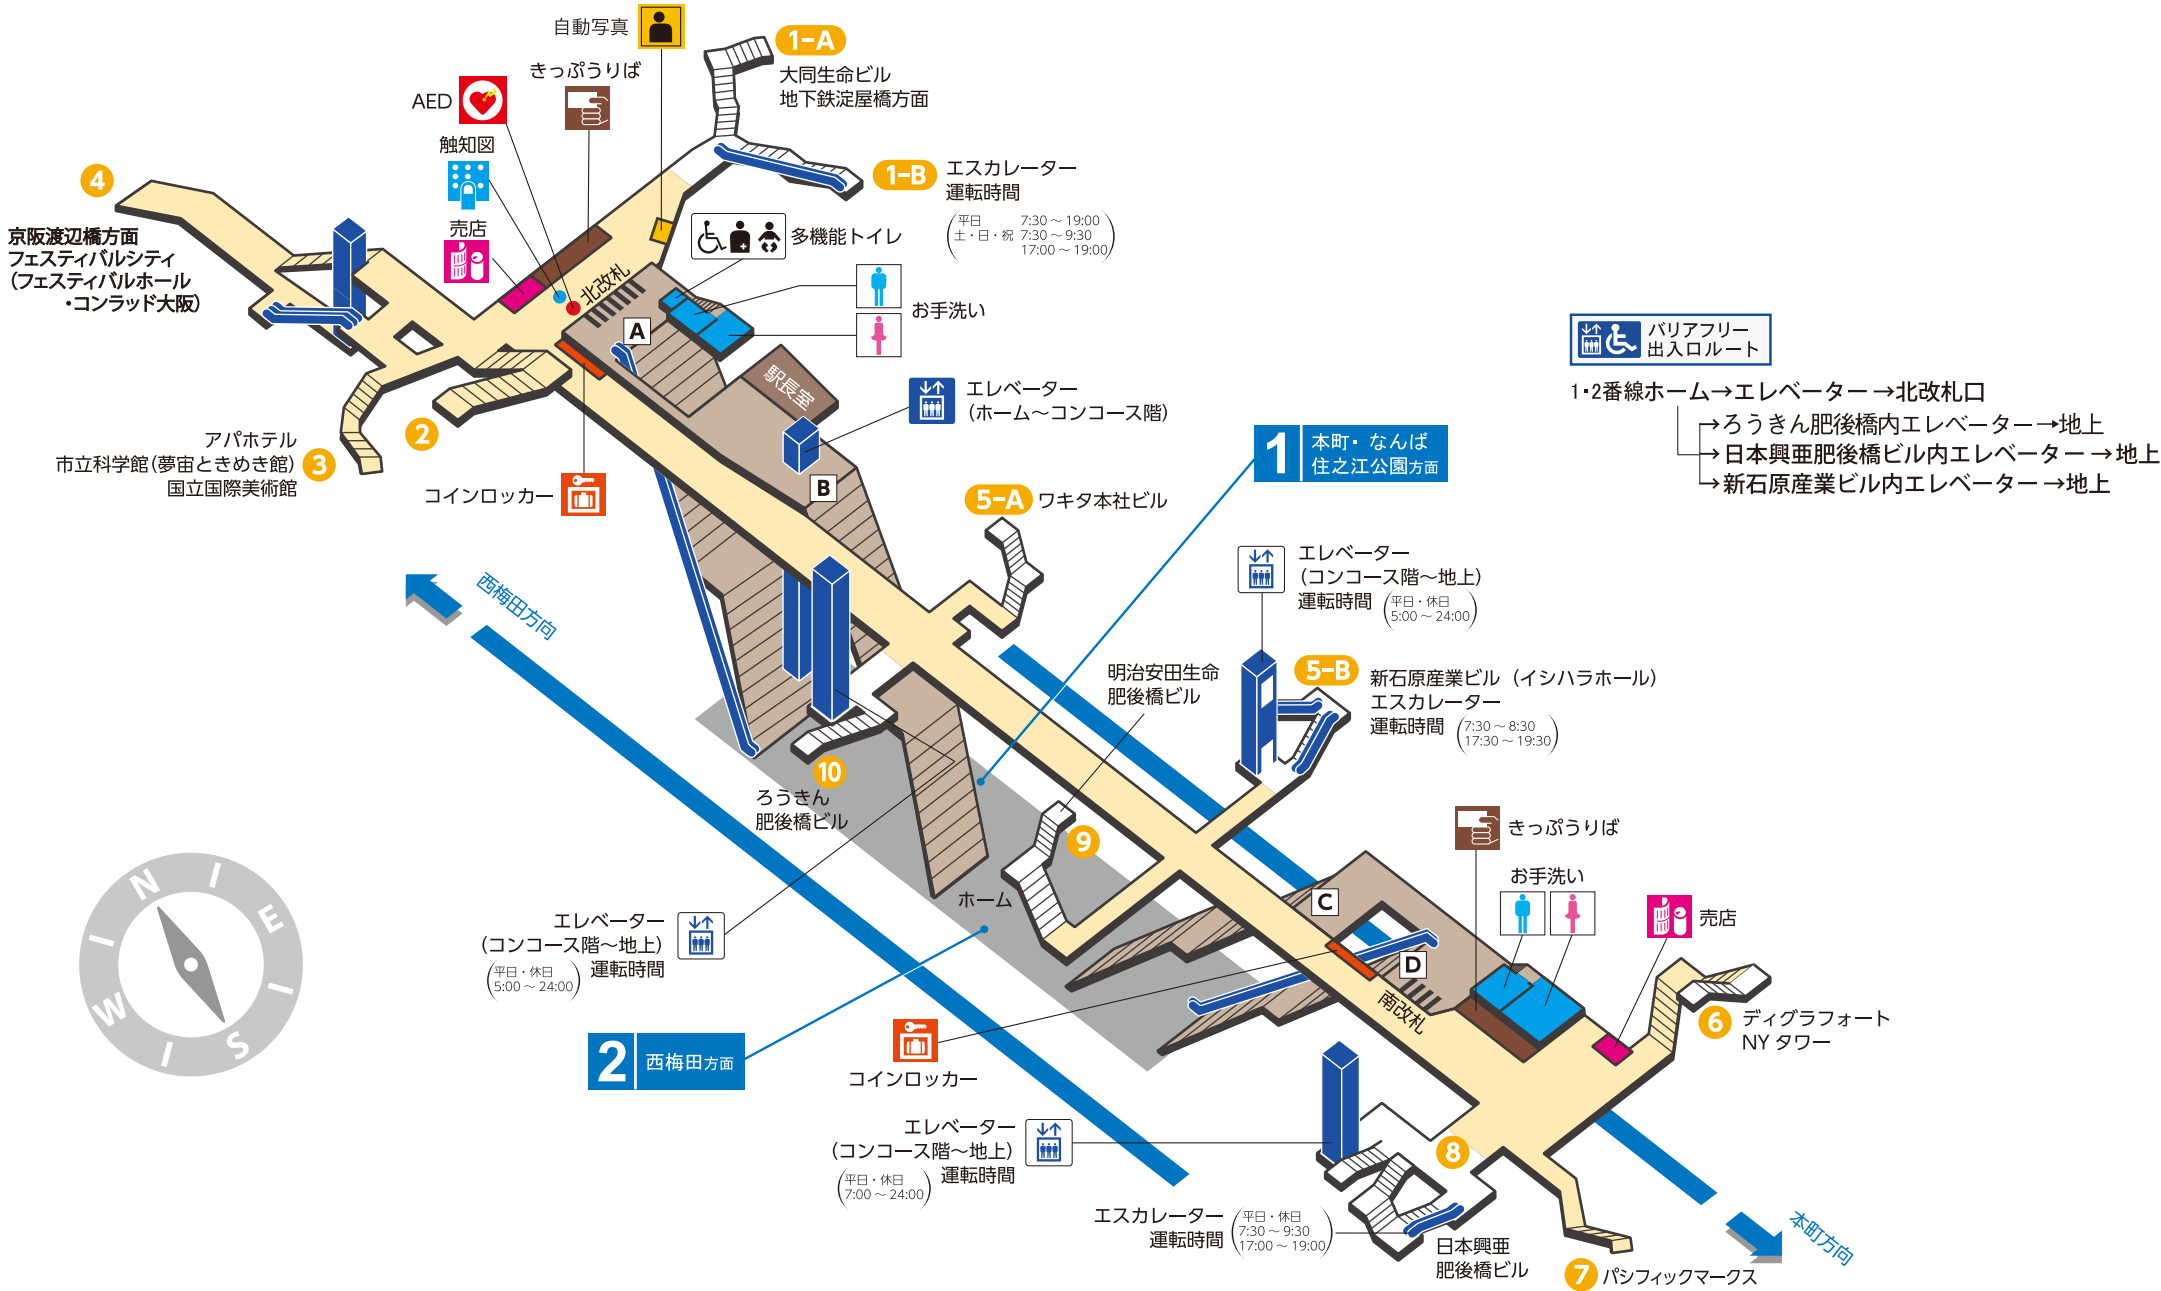 自動写真
きっぷうりば
AED
触知図
売店
1-A
大同生命ビル
地下鉄淀屋橋方面
1-B
エスカレーター
運転時間
平日 7:30～19:00
土・日・祝 7:30～9:30
17:00～19:00
4
京阪渡辺橋方面
フェスティバルシティ
(フェスティバルホール
・コンラッド大阪)
多機能トイレ
お手洗い
北改札
A
駅長室
エレベーター
(ホーム～コンコース階)
B
2
アパホテル
市立科学館(夢宙ときめき館)
国立国際美術館
3
コインロッカー
1
本町・なんば
住之江公園方面
バリアフリー
出入口ルート
1・2番線ホーム→エレベーター→北改札口
→ろうきん肥後橋内エレベーター→地上
→日本興亜肥後橋ビル内エレベーター→地上
→新石原産業ビル内エレベーター→地上
5-A
ワキタ本社ビル
エレベーター
(コンコース階～地上)
運転時間
平日・休日
5:00～24:00
西梅田方向
5-B
新石原産業ビル (イシハラホール)
エスカレーター
運転時間
7:30～8:30
17:30～19:30
明治安田生命
肥後橋ビル
10
ろうきん
肥後橋ビル
9
ホーム
エレベーター
(コンコース階～地上)
運転時間
平日・休日
5:00～24:00
きっぷうりば
お手洗い
売店
C
D
南改札
6
ディグラフォート
NY タワー
2
西梅田方面
コインロッカー
エレベーター
(コンコース階～地上)
運転時間
平日・休日
7:00～24:00
8
エスカレーター
運転時間
平日・休日
7:30～9:30
17:00～19:00
日本興亜
肥後橋ビル
7
パシフィックマークス
本町方向
N
E
S
W